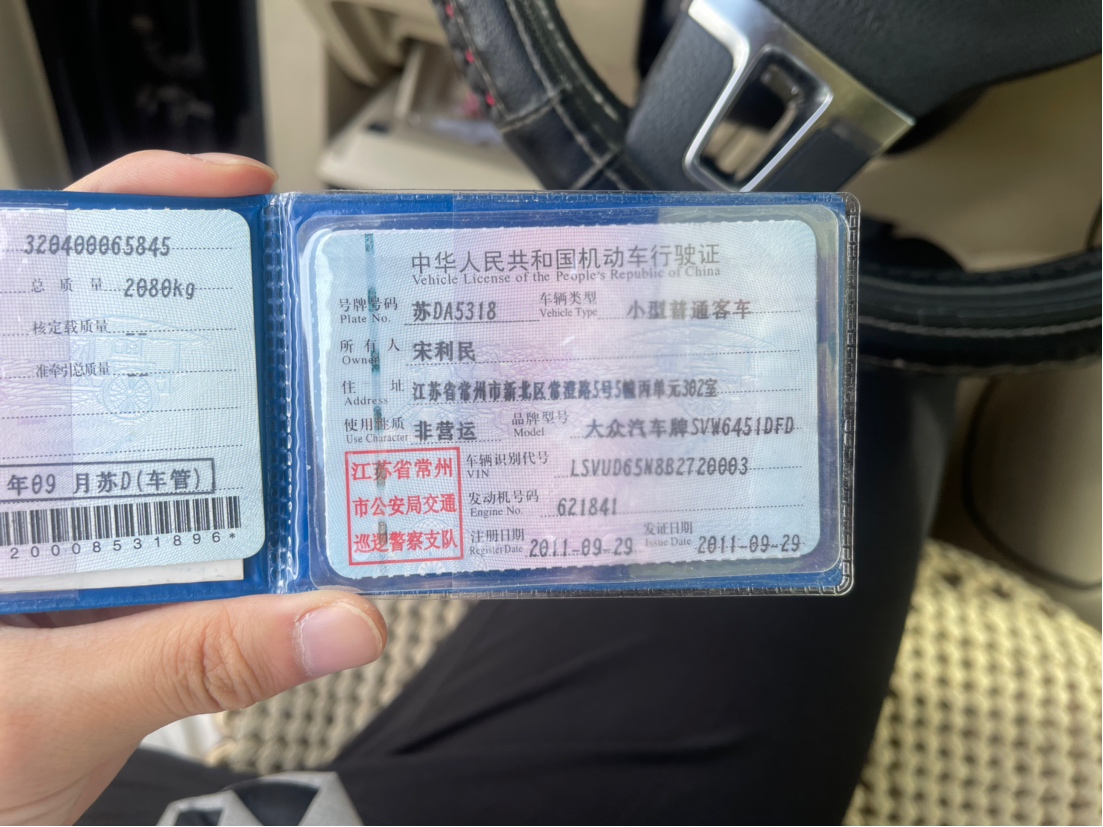 320400065845
总质量 2080kg
核定载质量 --
准牵引总质量 --
年09 月苏D(车管)
20008531896*
中华人民共和国机动车行驶证
Vehicle License of the People's Republic of China
号牌号码 苏DA5318 车辆类型 小型普通客车
Plate No. Vehicle Type
所有人 宋利民
Owner
住址 江苏省常州市新北区常澄路5号5幢丙单元302室
Address
使用性质 非营运 品牌型号 大众汽车牌SVW6451DFD
Use Character Model
江苏省常州
市公安局交通
巡逻警察支队
车辆识别代号 LSVUD65N8B2720003
VIN
发动机号码 621841
Engine No.
注册日期 2011-09-29 发证日期 2011-09-29
Register Date Issue Date